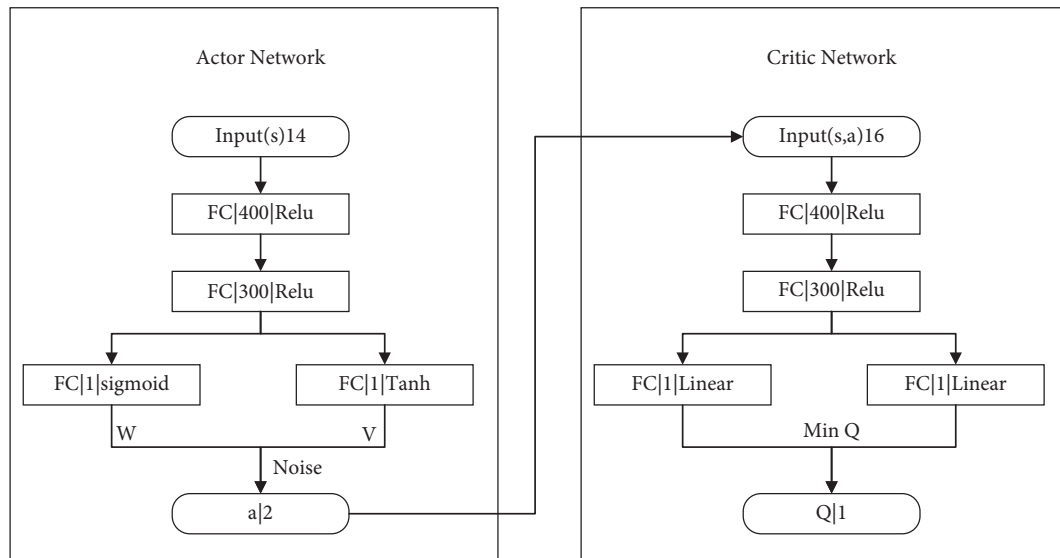 Actor Network
Input(s)14
FC|400|Relu
FC|300|Relu
FC|1|sigmoid
FC|1|Tanh
W
V
Noise
a|2
Critic Network
Input(s,a)16
FC|400|Relu
FC|300|Relu
FC|1|Linear
FC|1|Linear
Min Q
Q|1